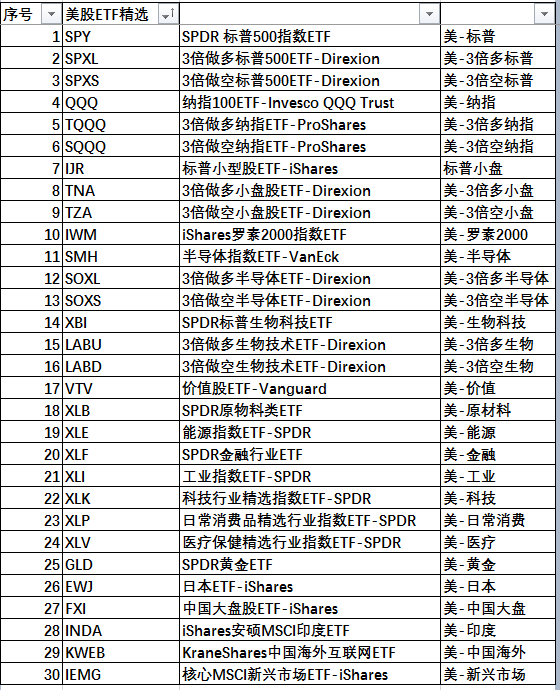 序号 美股ETF精选
1 SPY SPDR 标普500指数ETF 美-标普
2 SPXL 3倍做多标普500ETF-Direxion 美-3倍多标普
3 SPXS 3倍做空标普500ETF-Direxion 美-3倍空标普
4 QQQ 纳指100ETF-Invesco QQQ Trust 美-纳指
5 TQQQ 3倍做多纳指ETF-ProShares 美-3倍多纳指
6 SQQQ 3倍做空纳指ETF-ProShares 美-3倍空纳指
7 IJR 标普小型股ETF-iShares 标普小盘
8 TNA 3倍做多小盘股ETF-Direxion 美-3倍多小盘
9 TZA 3倍做空小盘股ETF-Direxion 美-3倍空小盘
10 IWM iShares罗素2000指数ETF 美-罗素2000
11 SMH 半导体指数ETF-VanEck 美-半导体
12 SOXL 3倍做多半导体ETF-Direxion 美-3倍多半导体
13 SOXS 3倍做空半导体ETF-Direxion 美-3倍空半导体
14 XBI SPDR标普生物科技ETF 美-生物科技
15 LABU 3倍做多生物技术ETF-Direxion 美-3倍多生物
16 LABD 3倍做空生物技术ETF-Direxion 美-3倍空生物
17 VTV 价值股ETF-Vanguard 美-价值
18 XLB SPDR原物料类ETF 美-原材料
19 XLE 能源指数ETF-SPDR 美-能源
20 XLF SPDR金融行业ETF 美-金融
21 XLI 工业指数ETF-SPDR 美-工业
22 XLK 科技行业精选指数ETF-SPDR 美-科技
23 XLP 日常消费品精选行业指数ETF-SPDR 美-日常消费
24 XLV 医疗保健精选行业指数ETF-SPDR 美-医疗
25 GLD SPDR黄金ETF 美-黄金
26 EWJ 日本ETF-iShares 美-日本
27 FXI 中国大盘股ETF-iShares 美-中国大盘
28 INDA iShares安硕MSCI印度ETF 美-印度
29 KWEB KraneShares中国海外互联网ETF 美-中国海外
30 IEMG 核心MSCI新兴市场ETF-iShares 美-新兴市场